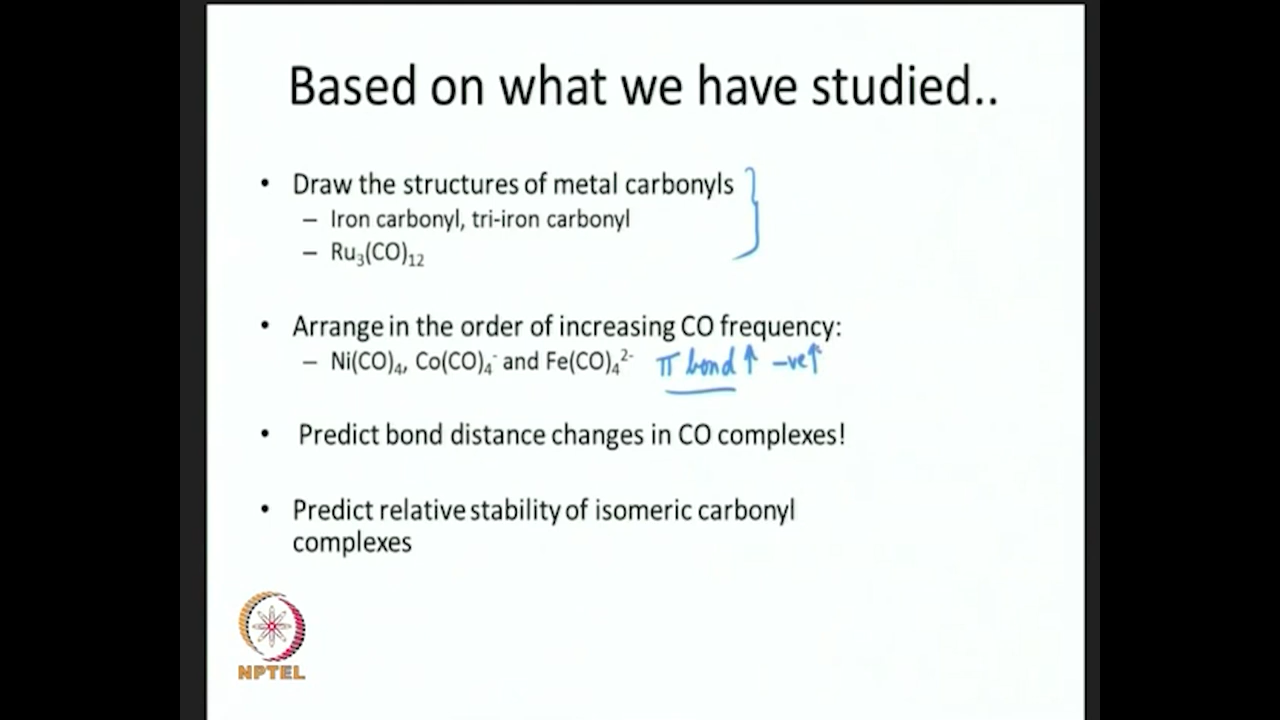 Based on what we have studied..
• Draw the structures of metal carbonyls
– Iron carbonyl, tri-iron carbonyl
– Ru₃(CO)₁₂
• Arrange in the order of increasing CO frequency:
– Ni(CO)₄, Co(CO)₄⁻ and Fe(CO)₄²⁻ π bond ↑ -ve↑
• Predict bond distance changes in CO complexes!
• Predict relative stability of isomeric carbonyl
complexes
NPTEL